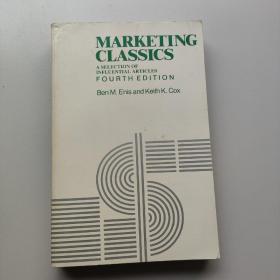 MARKETING
CLASSICS
A SELECTION OF
INFLUENTIAL ARTICLES
FOURTH EDITION
Ben M. Enis and Keith K. Cox